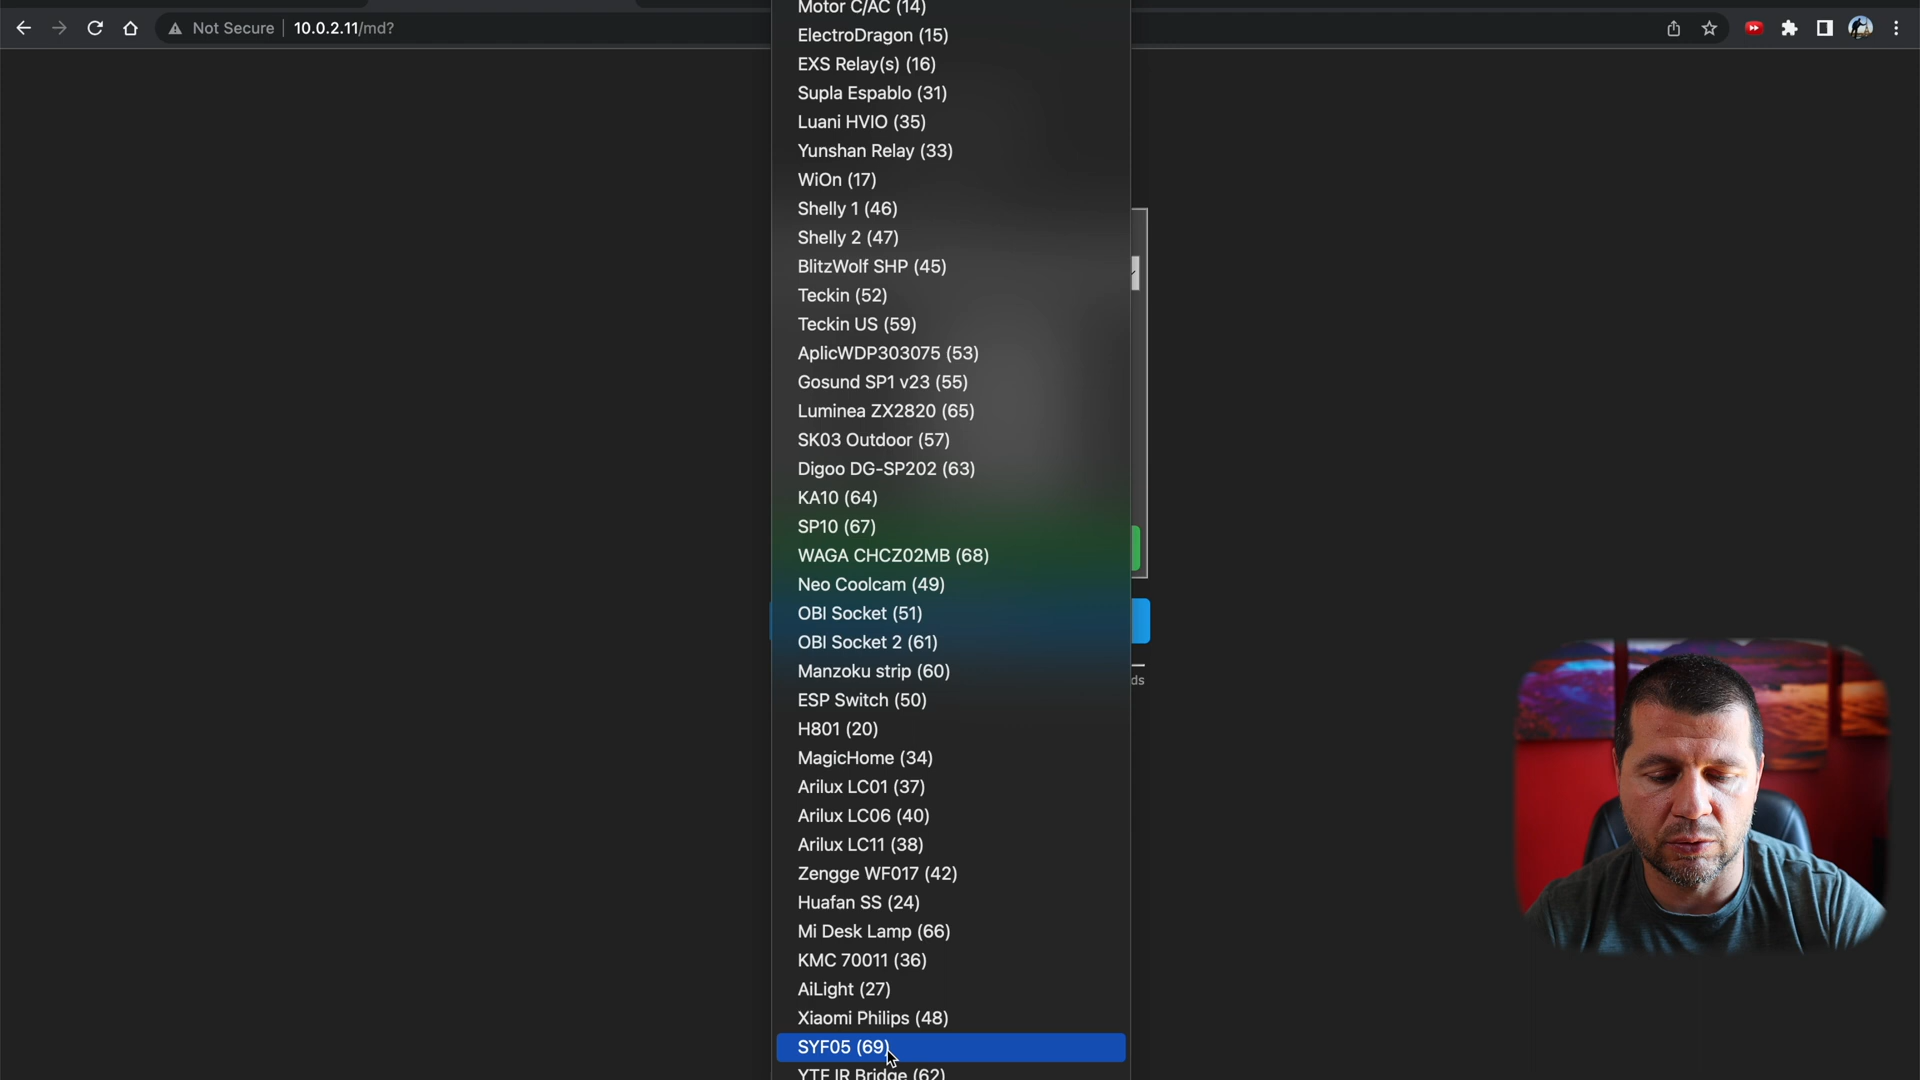 Not Secure
10.0.2.11/md?
Motor C/AC (14)
ElectroDragon (15)
EXS Relay(s) (16)
Supla Espablo (31)
Luani HVIO (35)
Yunshan Relay (33)
WiOn (17)
Shelly 1 (46)
Shelly 2 (47)
BlitzWolf SHP (45)
Teckin (52)
Teckin US (59)
AplicWDP303075 (53)
Gosund SP1 v23 (55)
Luminea ZX2820 (65)
SK03 Outdoor (57)
Digoo DG-SP202 (63)
KA10 (64)
SP10 (67)
WAGA CHCZ02MB (68)
Neo Coolcam (49)
OBI Socket (51)
OBI Socket 2 (61)
Manzoku strip (60)
ESP Switch (50)
H801 (20)
MagicHome (34)
Arilux LC01 (37)
Arilux LC06 (40)
Arilux LC11 (38)
Zengge WF017 (42)
Huafan SS (24)
Mi Desk Lamp (66)
KMC 70011 (36)
AiLight (27)
Xiaomi Philips (48)
SYF05 (69)
YTF IR Bridge (62)
ds